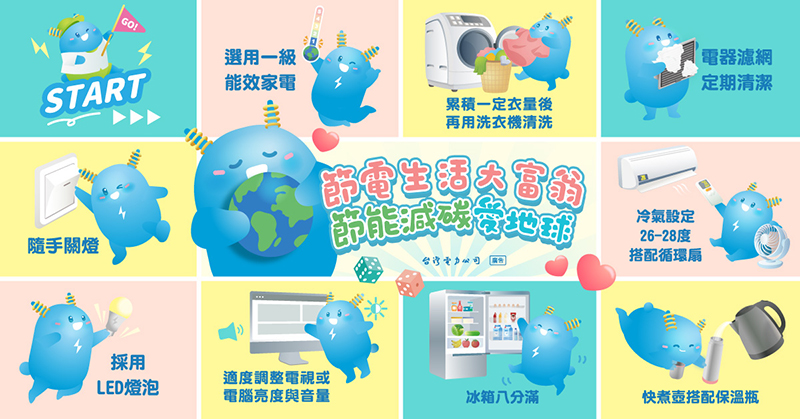 GO!
START
選用一級
能效家電
累積一定衣量後
再用洗衣機清洗
電器濾網
定期清潔
隨手關燈
節電生活大富翁
節能減碳愛地球
台灣電力公司 廣告
冷氣設定
26-28度
搭配循環扇
採用
LED燈泡
適度調整電視或
電腦亮度與音量
冰箱八分滿
快煮壺搭配保溫瓶